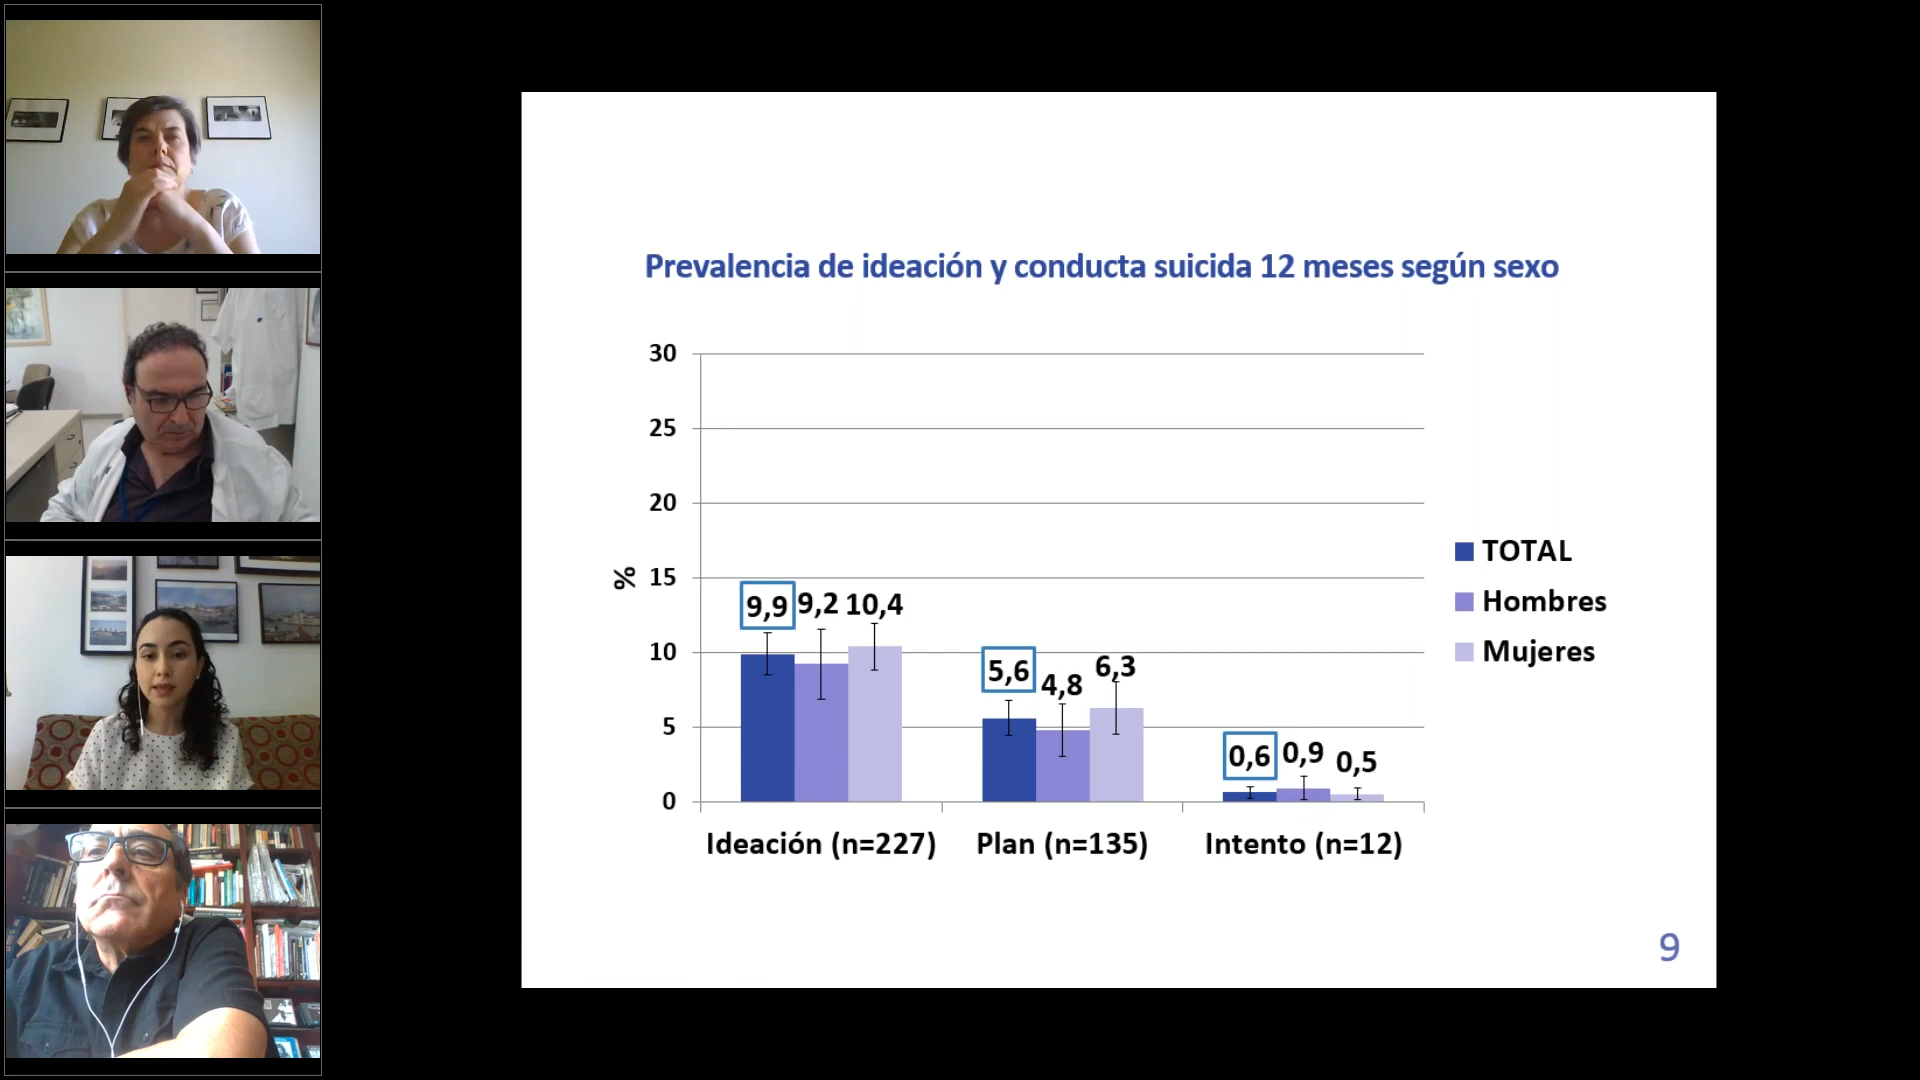 Prevalencia de ideación y conducta suicida 12 meses según sexo
30
25
20
15
10
5
0
%
9,9 9,2 10,4
5,6 4,8 6,3
0,6 0,9 0,5
Ideación (n=227) Plan (n=135) Intento (n=12)
TOTAL
Hombres
Mujeres
9